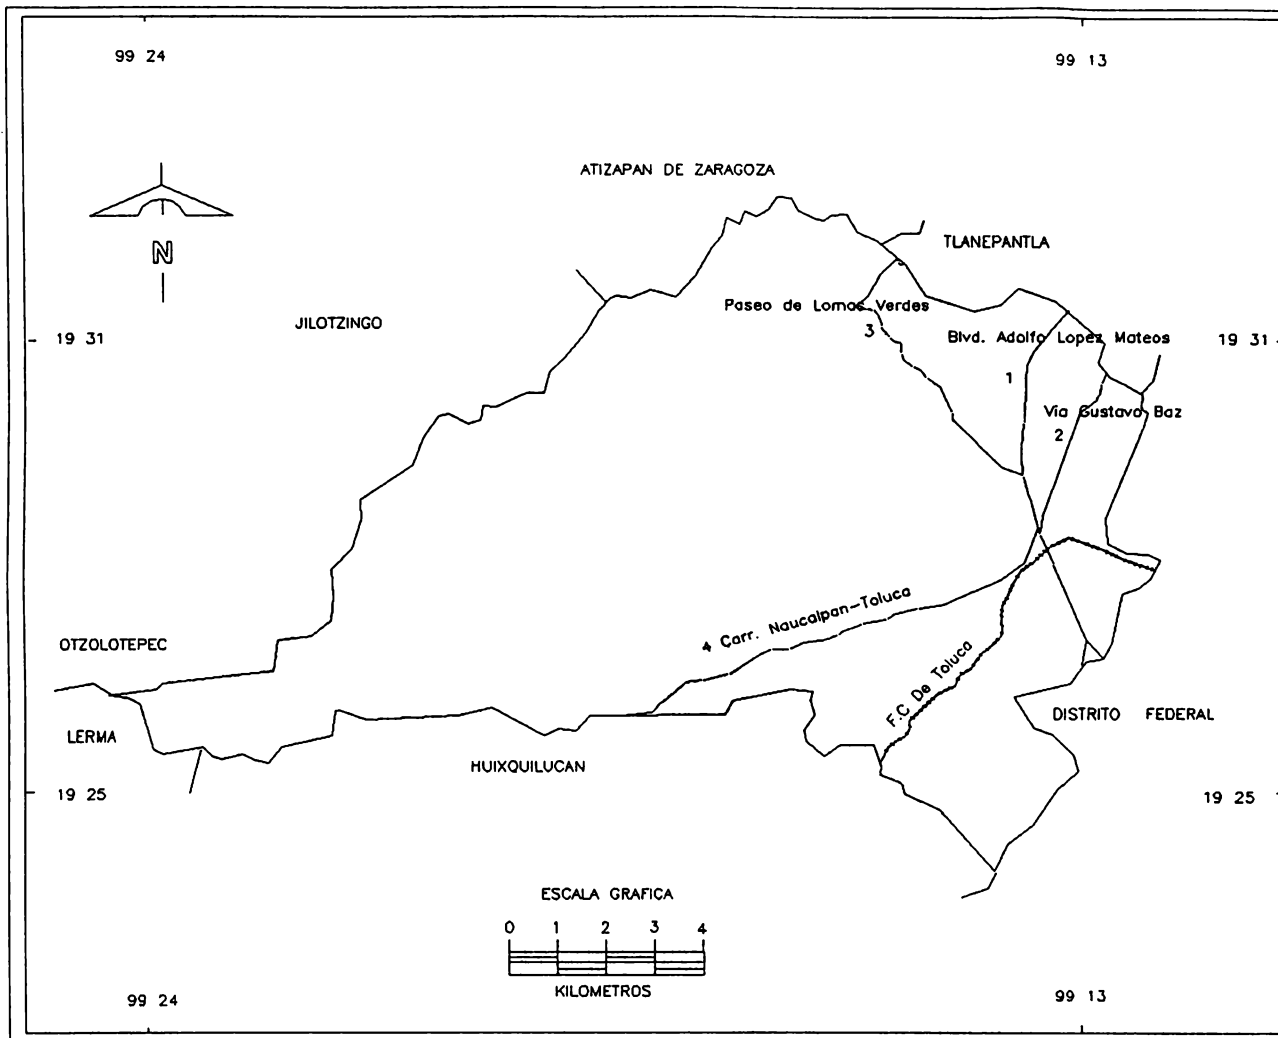 99 24
99 13
ATIZAPAN DE ZARAGOZA
TLANEPANTLA
N
Paseo de Lomas Verdes
3
JILOTZINGO
19 31
Blvd. Adolfo Lopez Mateos
19 31
1
Via Gustavo Baz
2
4 Carr. Naucalpan-Toluca
OTZOLOTEPEC
F.C De Toluca
LERMA
DISTRITO FEDERAL
HUIXQUILUCAN
19 25
19 25
ESCALA GRAFICA
0 1 2 3 4
KILOMETROS
99 24
99 13